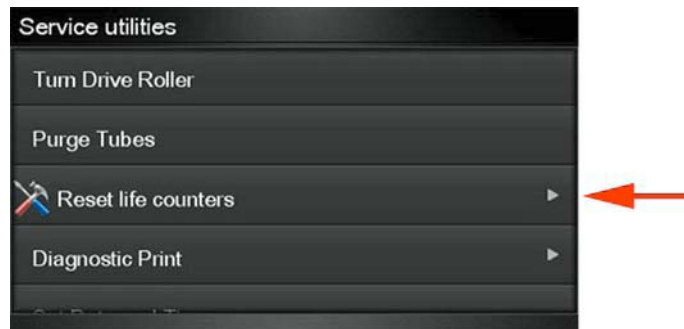 Service utilities
Turn Drive Roller
Purge Tubes
Reset life counters
Diagnostic Print